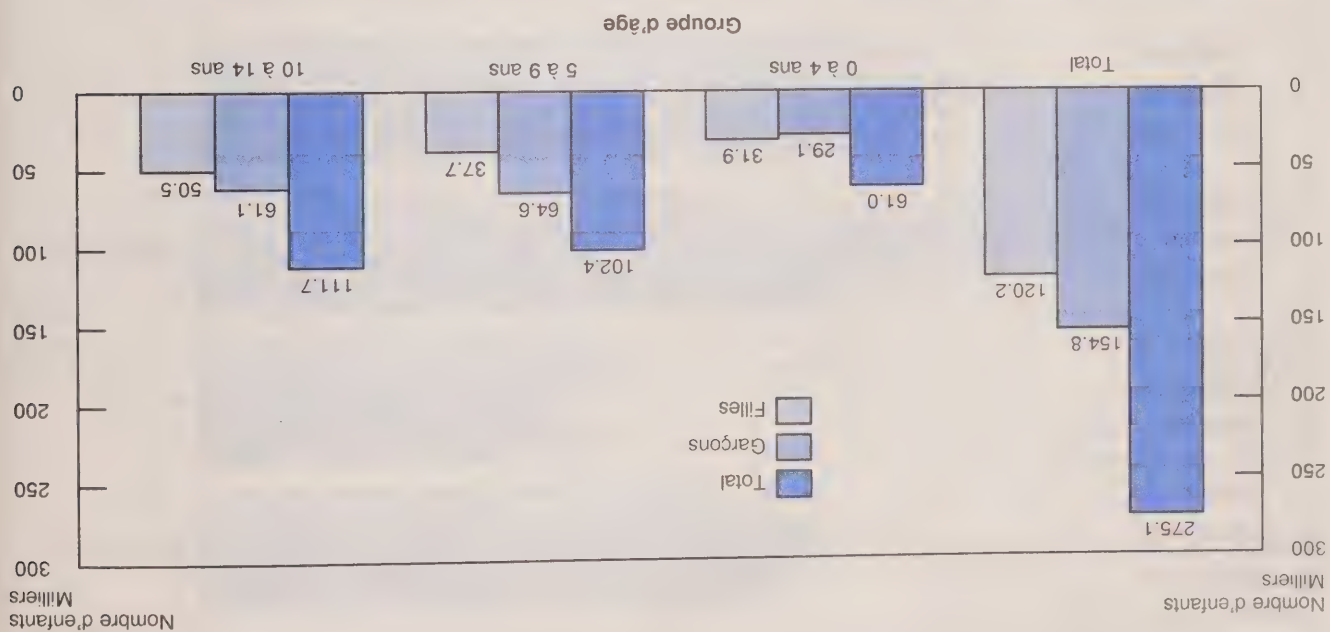 Nombre d'enfants
Milliers
Nombre d'enfants
Milliers
300
250
200
150
100
50
0
275.1
154.8
120.2
Total
Garçons
Filles
61.0
29.1
31.9
102.4
64.6
37.7
111.7
61.1
50.5
300
250
200
150
100
50
0
Total
0 à 4 ans
5 à 9 ans
10 à 14 ans
Groupe d'âge